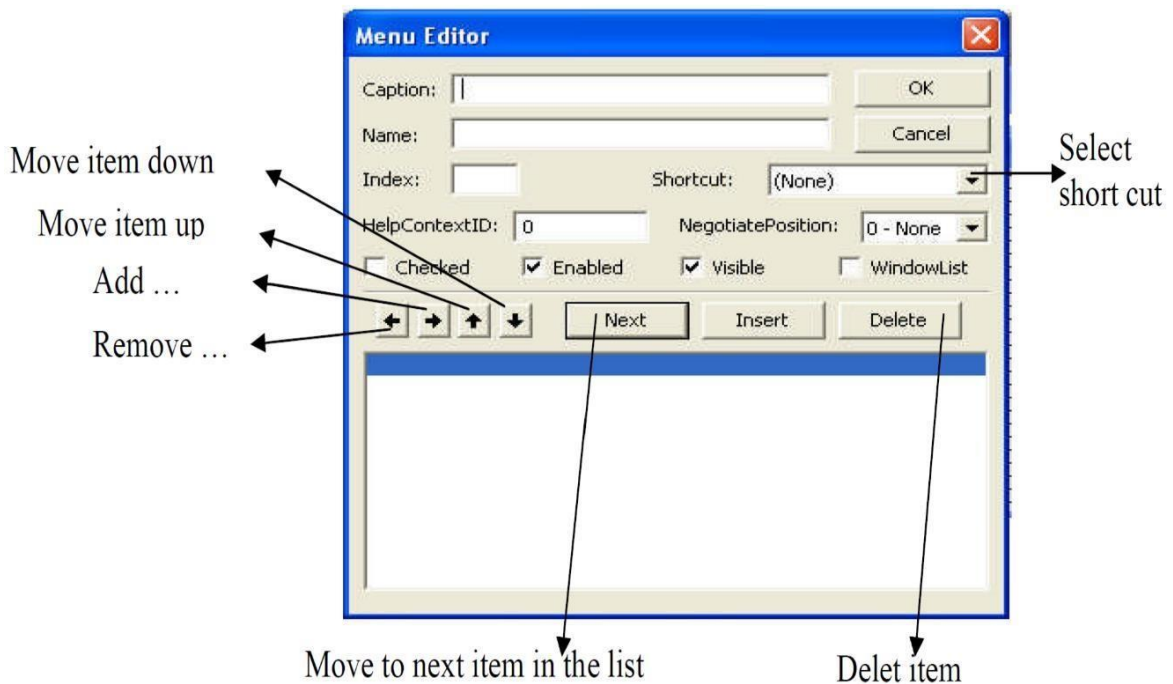 Menu Editor
Caption:
OK
Name:
Cancel
Index:
Shortcut:
(None)
HelpContextID:
0
NegotiatePosition:
0 - None
Checked
Enabled
Visible
WindowList
Next
Insert
Delete
Move item down
Move item up
Add …
Remove …
Select
short cut
Move to next item in the list
Delet item